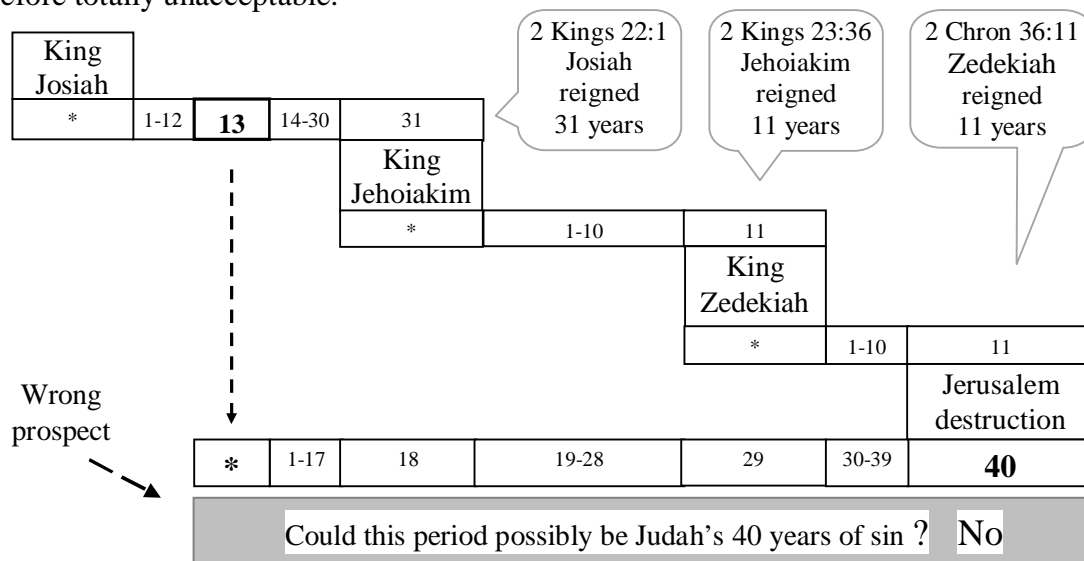 efore totally unacceptable.
King
Josiah
* 1-12 13 14-30 31
2 Kings 22:1
Josiah
reigned
31 years
2 Kings 23:36
Jehoiakim
reigned
11 years
2 Chron 36:11
Zedekiah
reigned
11 years
King
Jehoiakim
* 1-10 11
King
Zedekiah
* 1-10 11
Jerusalem
destruction
Wrong
prospect
* 1-17 18 19-28 29 30-39 40
Could this period possibly be Judah’s 40 years of sin ? No